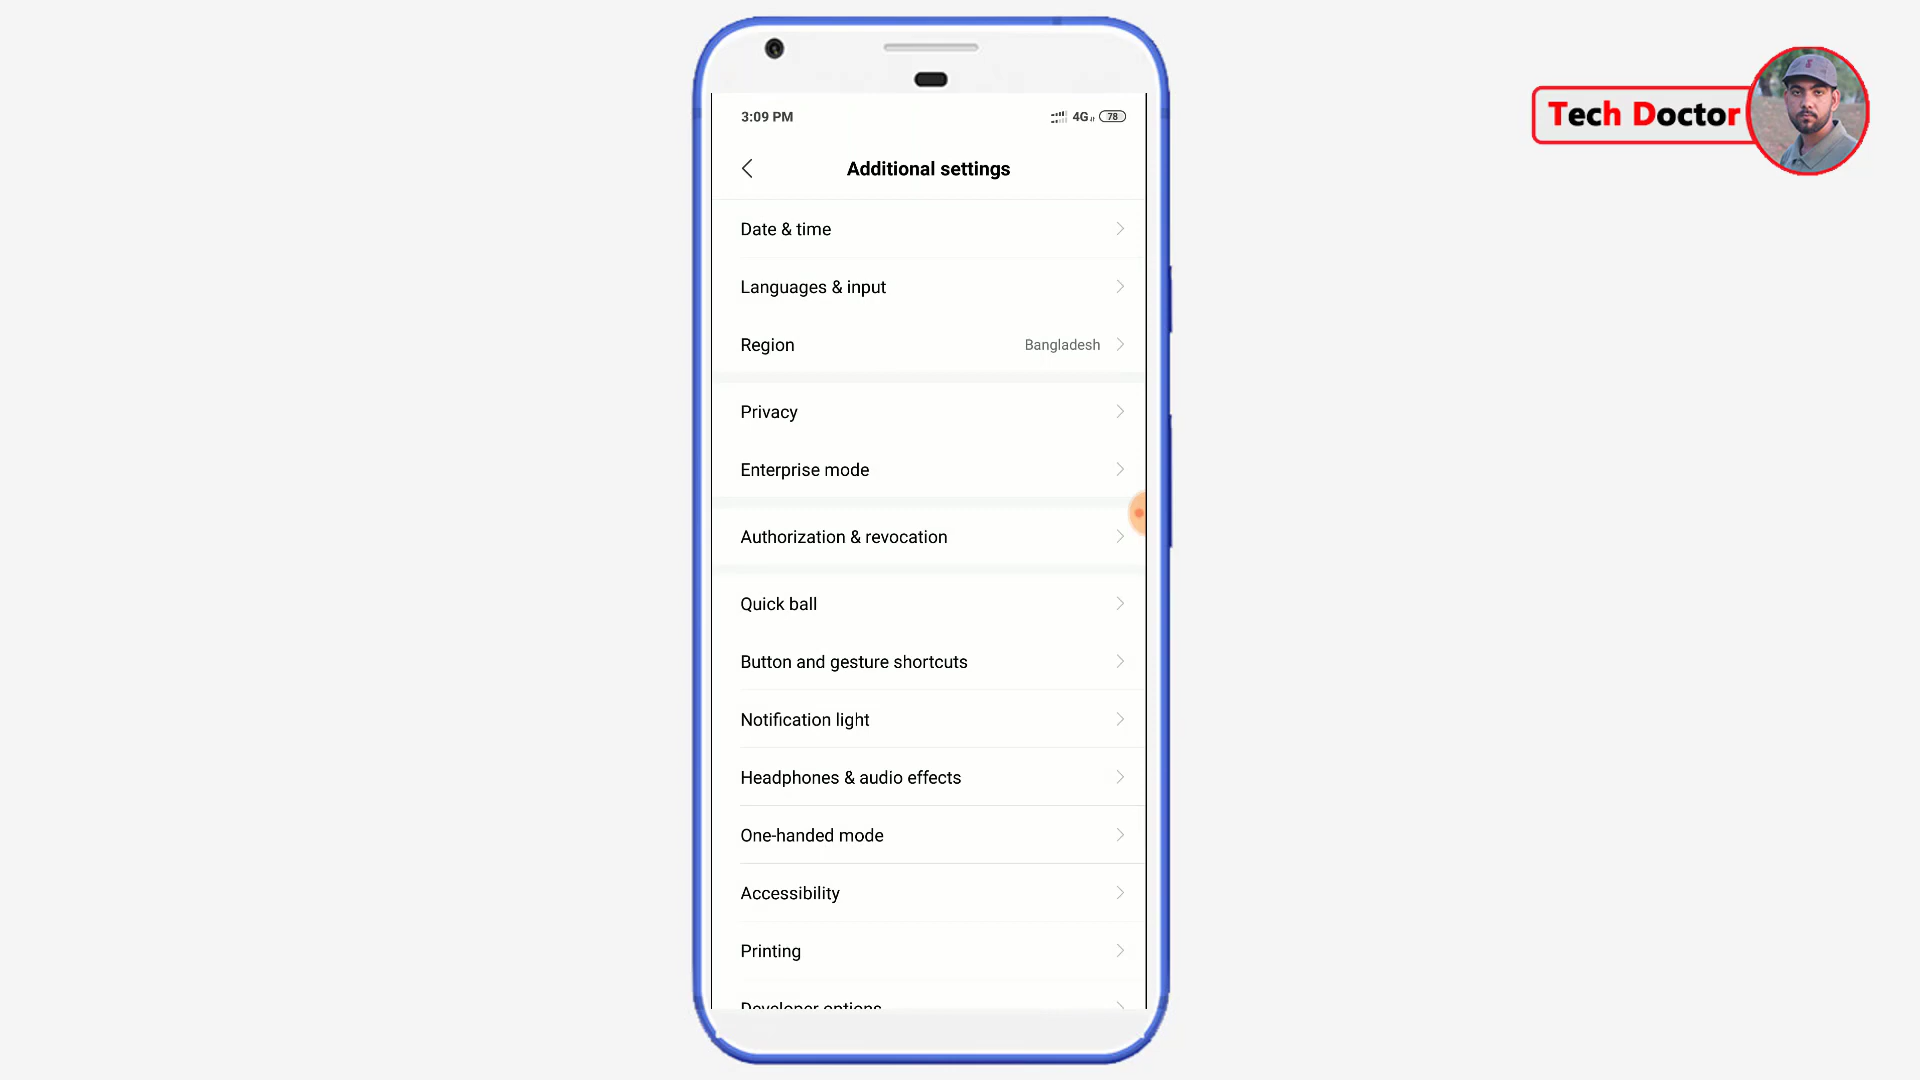 Tech Doctor
3:09 PM 4G 78
Additional settings
Date & time
Languages & input
Region Bangladesh
Privacy
Enterprise mode
Authorization & revocation
Quick ball
Button and gesture shortcuts
Notification light
Headphones & audio effects
One-handed mode
Accessibility
Printing
Developer options